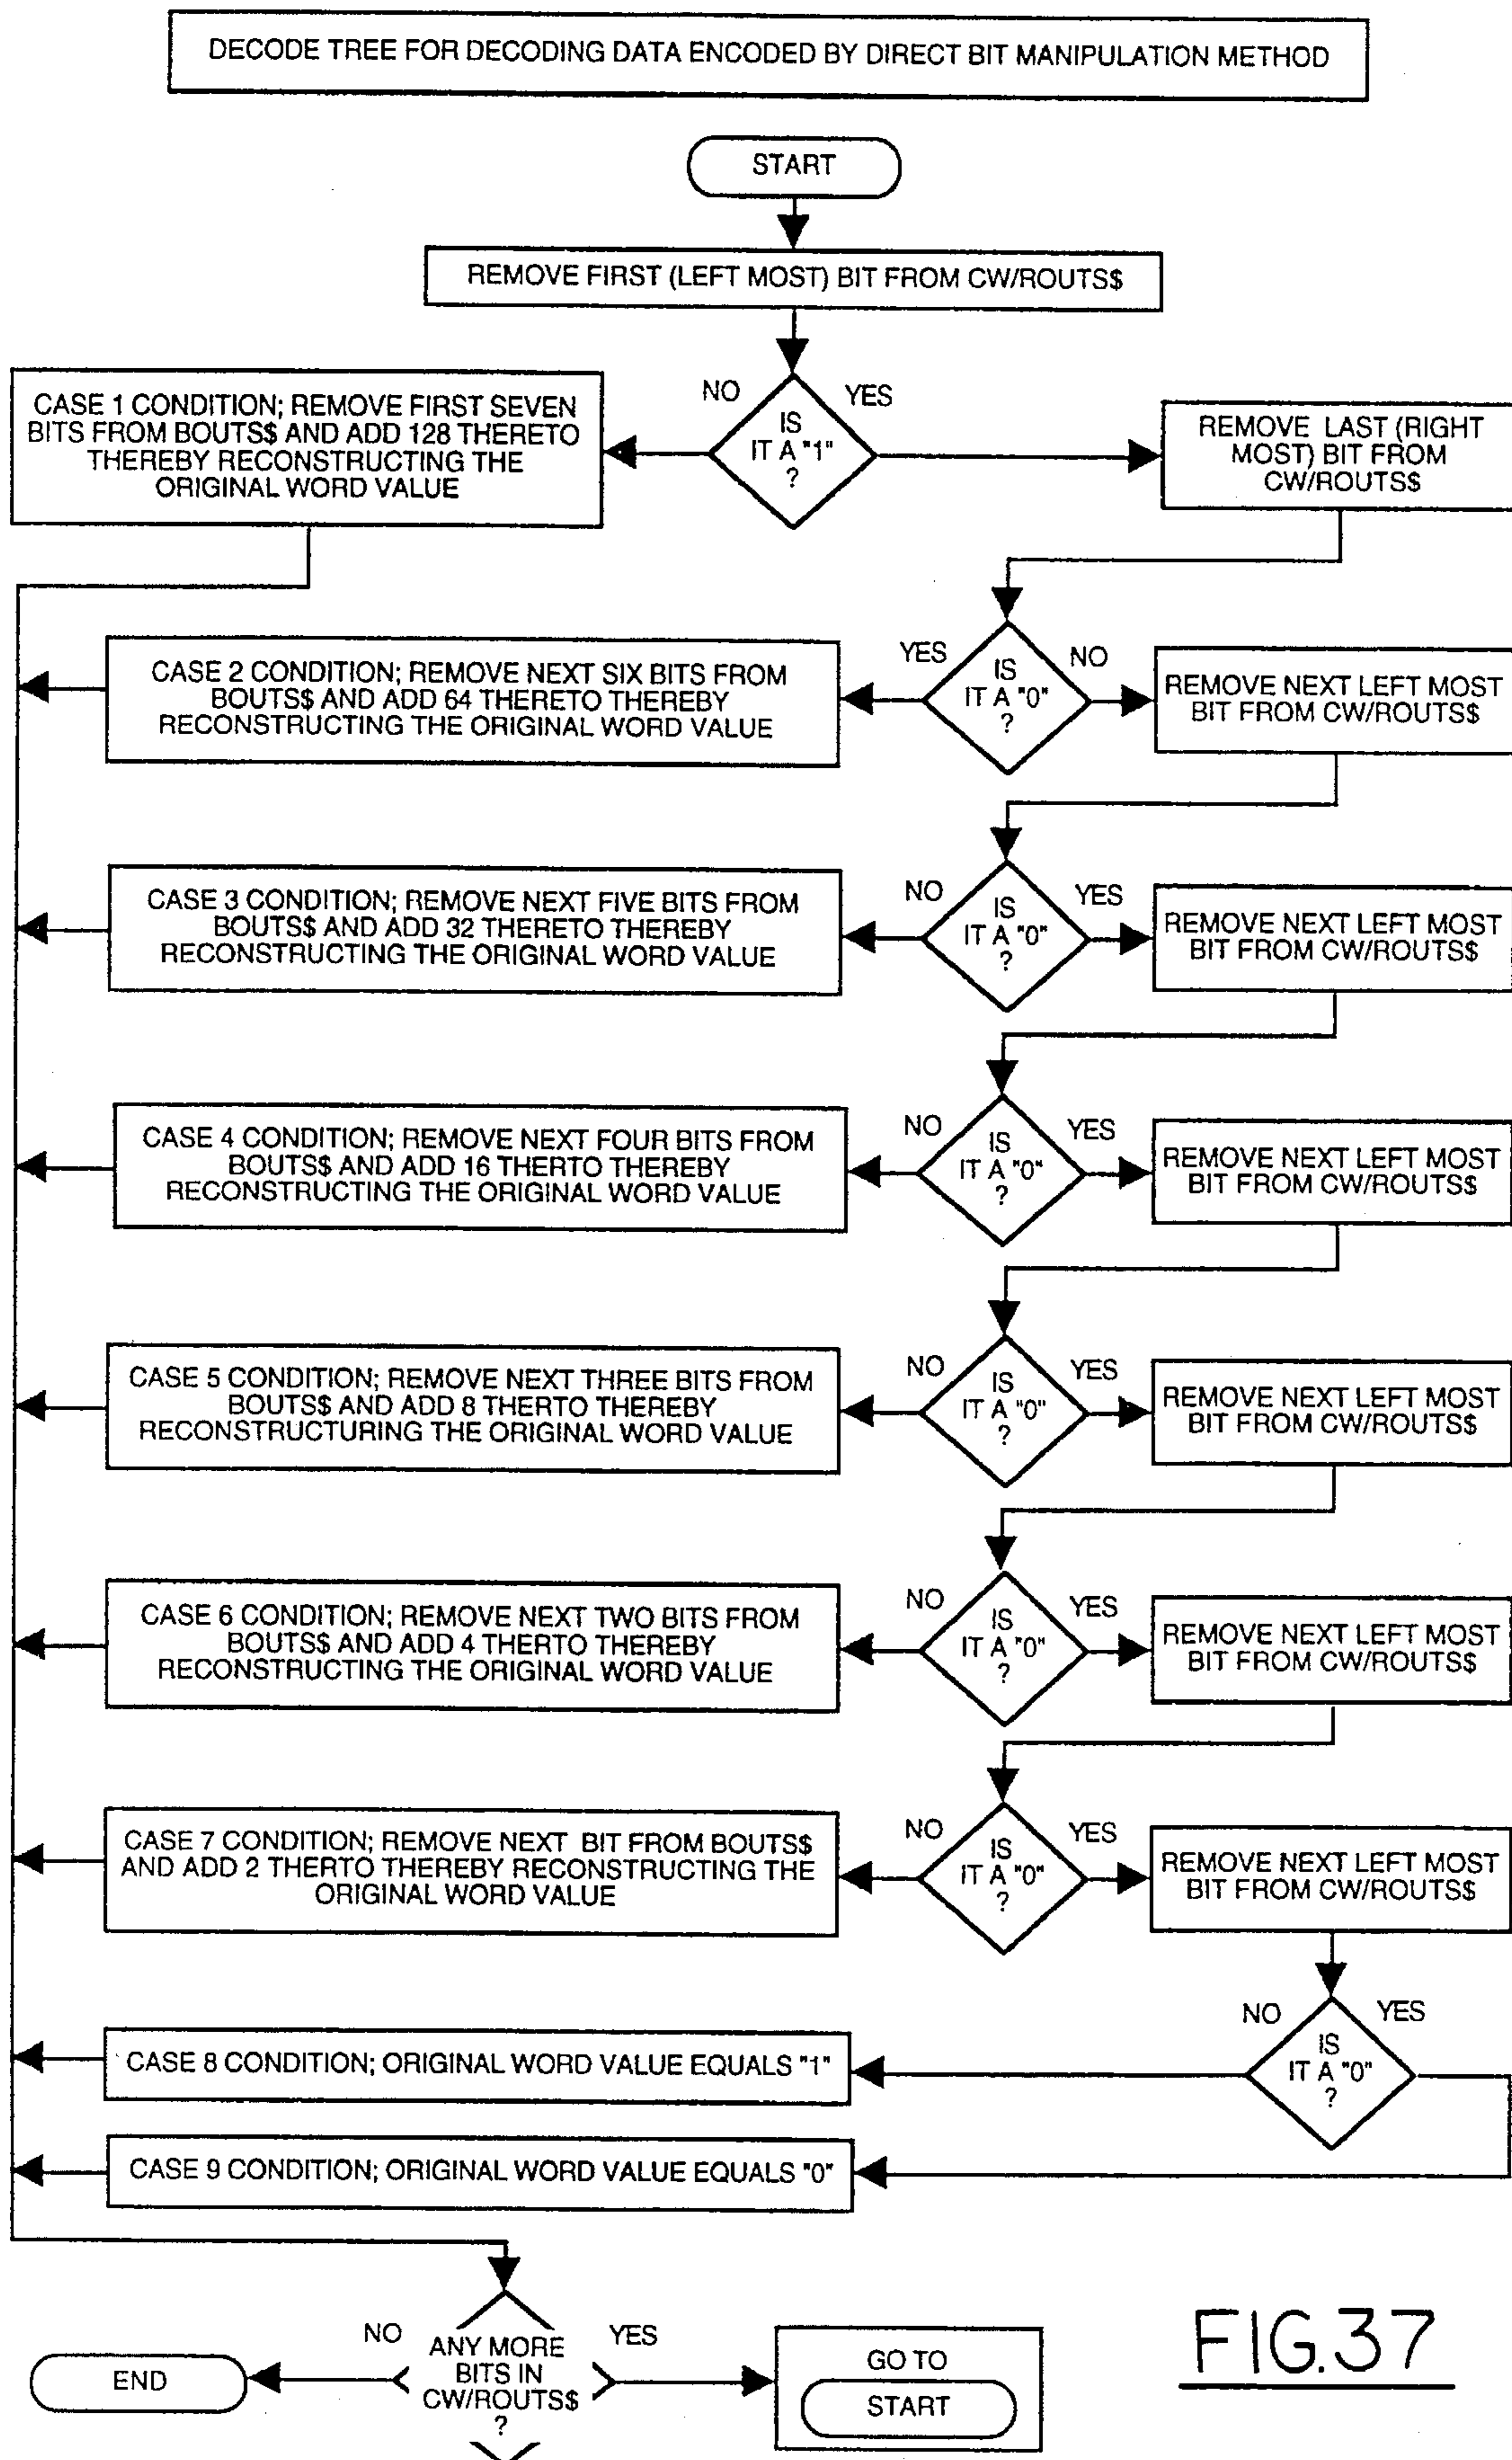 DECODE TREE FOR DECODING DATA ENCODED BY DIRECT BIT MANIPULATION METHOD
START
REMOVE FIRST (LEFT MOST) BIT FROM CW/ROUTS$
NO
YES
IS
IT A "1"
?
CASE 1 CONDITION; REMOVE FIRST SEVEN
BITS FROM BOUTS$ AND ADD 128 THERETO
THEREBY RECONSTRUCTING THE
ORIGINAL WORD VALUE
REMOVE LAST (RIGHT
MOST) BIT FROM
CW/ROUTS$
CASE 2 CONDITION; REMOVE NEXT SIX BITS FROM
BOUTS$ AND ADD 64 THERETO THEREBY
RECONSTRUCTING THE ORIGINAL WORD VALUE
YES
IS
IT A "0"
?
NO
REMOVE NEXT LEFT MOST
BIT FROM CW/ROUTS$
CASE 3 CONDITION; REMOVE NEXT FIVE BITS FROM
BOUTS$ AND ADD 32 THERETO THEREBY
RECONSTRUCTING THE ORIGINAL WORD VALUE
NO
IS
IT A "0"
?
YES
REMOVE NEXT LEFT MOST
BIT FROM CW/ROUTS$
CASE 4 CONDITION; REMOVE NEXT FOUR BITS FROM
BOUTS$ AND ADD 16 THERTO THEREBY
RECONSTRUCTING THE ORIGINAL WORD VALUE
NO
IS
IT A "0"
?
YES
REMOVE NEXT LEFT MOST
BIT FROM CW/ROUTS$
CASE 5 CONDITION; REMOVE NEXT THREE BITS FROM
BOUTS$ AND ADD 8 THERTO THEREBY
RECONSTRUCTURING THE ORIGINAL WORD VALUE
NO
IS
IT A "0"
?
YES
REMOVE NEXT LEFT MOST
BIT FROM CW/ROUTS$
CASE 6 CONDITION; REMOVE NEXT TWO BITS FROM
BOUTS$ AND ADD 4 THERTO THEREBY
RECONSTRUCTING THE ORIGINAL WORD VALUE
NO
IS
IT A "0"
?
YES
REMOVE NEXT LEFT MOST
BIT FROM CW/ROUTS$
CASE 7 CONDITION; REMOVE NEXT BIT FROM BOUTS$
AND ADD 2 THERTO THEREBY RECONSTRUCTING THE
ORIGINAL WORD VALUE
NO
IS
IT A "0"
?
YES
REMOVE NEXT LEFT MOST
BIT FROM CW/ROUTS$
NO
YES
IS
IT A "0"
?
CASE 8 CONDITION; ORIGINAL WORD VALUE EQUALS "1"
CASE 9 CONDITION; ORIGINAL WORD VALUE EQUALS "0"
NO
YES
ANY MORE
BITS IN
CW/ROUTS$
?
END
GO TO
START
FIG.37